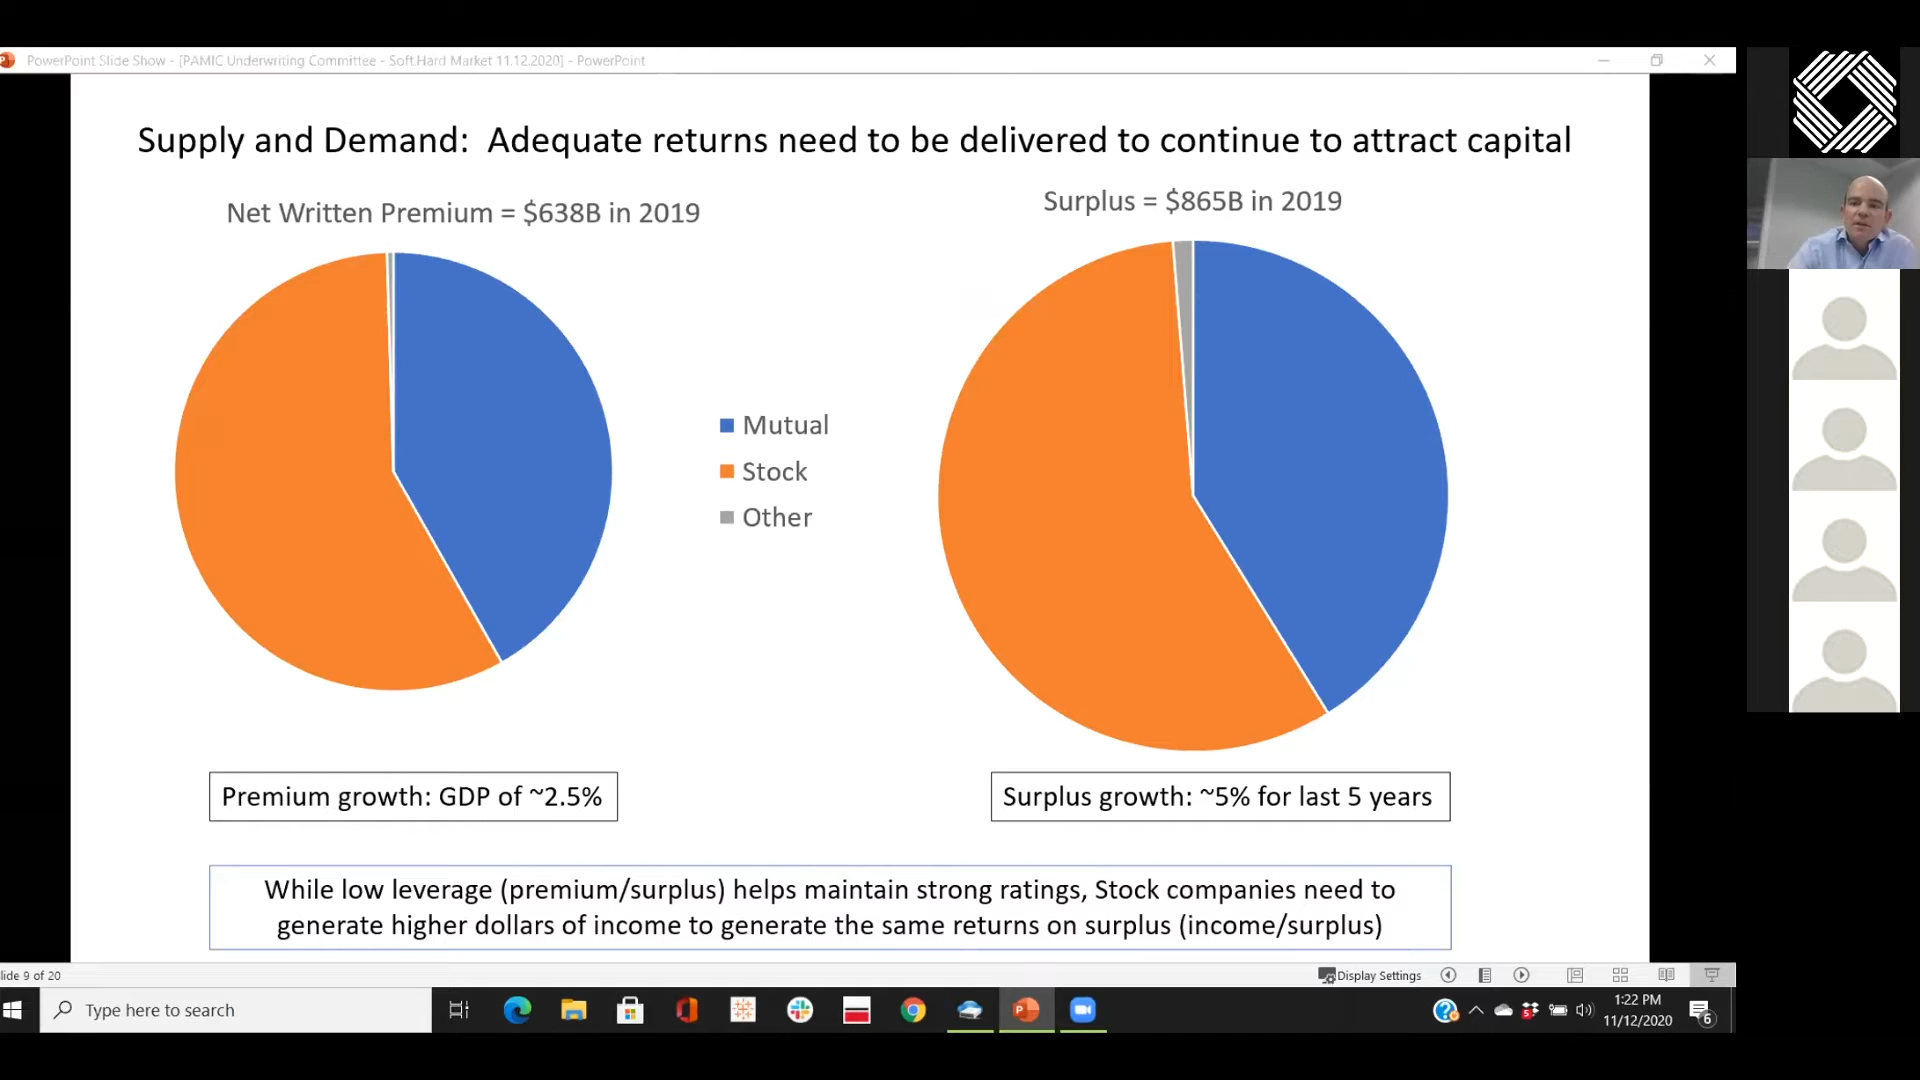 PowerPoint Slide Show - [PAMIC Underwriting Committee - Soft.Hard Market 11.12.2020] - PowerPoint
Supply and Demand: Adequate returns need to be delivered to continue to attract capital
Net Written Premium = $638B in 2019
Surplus = $865B in 2019
Mutual
Stock
Other
Premium growth: GDP of ~2.5%
Surplus growth: ~5% for last 5 years
While low leverage (premium/surplus) helps maintain strong ratings, Stock companies need to
generate higher dollars of income to generate the same returns on surplus (income/surplus)
lide 9 of 20
Display Settings
Type here to search
1:22 PM
11/12/2020
6